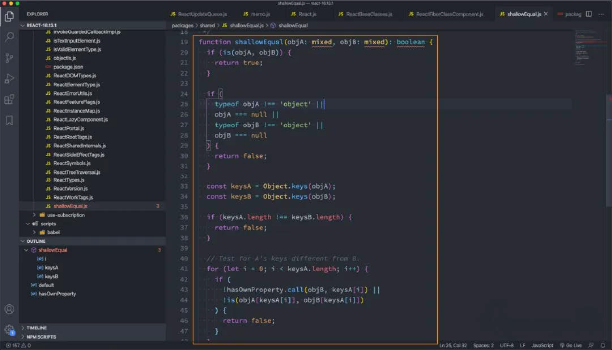 shallowEqual.js — react-16.13.1
EXPLORER
REACT-16.13.1
invokeGuardedCallbackImpl.js
isTextInputElement.js
isValidElementType.js
objectIs.js
package.json
ReactDOMTypes.js
ReactElementType.js
ReactErrorUtils.js
ReactFeatureFlags.js
ReactInstanceMap.js
ReactLazyComponent.js
ReactPortal.js
ReactRootTags.js
ReactSharedInternals.js
ReactSideEffectTags.js
ReactSymbols.js
ReactTreeTraversal.js
ReactTypes.js
ReactVersion.js
ReactWorkTags.js
shallowEqual.js 2
use-subscription
scripts
babel
OUTLINE
shallowEqual
i
keysA
keysB
default
hasOwnProperty
TIMELINE
NPM SCRIPTS
ReactUpdateQueue.js
memo.js
React.js
ReactBaseClasses.js
ReactFiberClassComponent.js
shallowEqual.js 2
packages > shared > shallowEqual.js > shallowEqual
18 */
19 function shallowEqual(objA: mixed, objB: mixed): boolean {
20 if (is(objA, objB)) {
21 return true;
22 }
23
24 if (
25 typeof objA !== 'object' ||
26 objA === null ||
27 typeof objB !== 'object' ||
28 objB === null
29 ) {
30 return false;
31 }
32
33 const keysA = Object.keys(objA);
34 const keysB = Object.keys(objB);
35
36 if (keysA.length !== keysB.length) {
37 return false;
38 }
39
40 // Test for A's keys different from B.
41 for (let i = 0; i < keysA.length; i++) {
42 if (
43 !hasOwnProperty.call(objB, keysA[i]) ||
44 !is(objA[keysA[i]], objB[keysA[i]])
45 ) {
46 return false;
47 }
Ln 25, Col 32 Spaces: 2 UTF-8 LF JavaScript Go Live